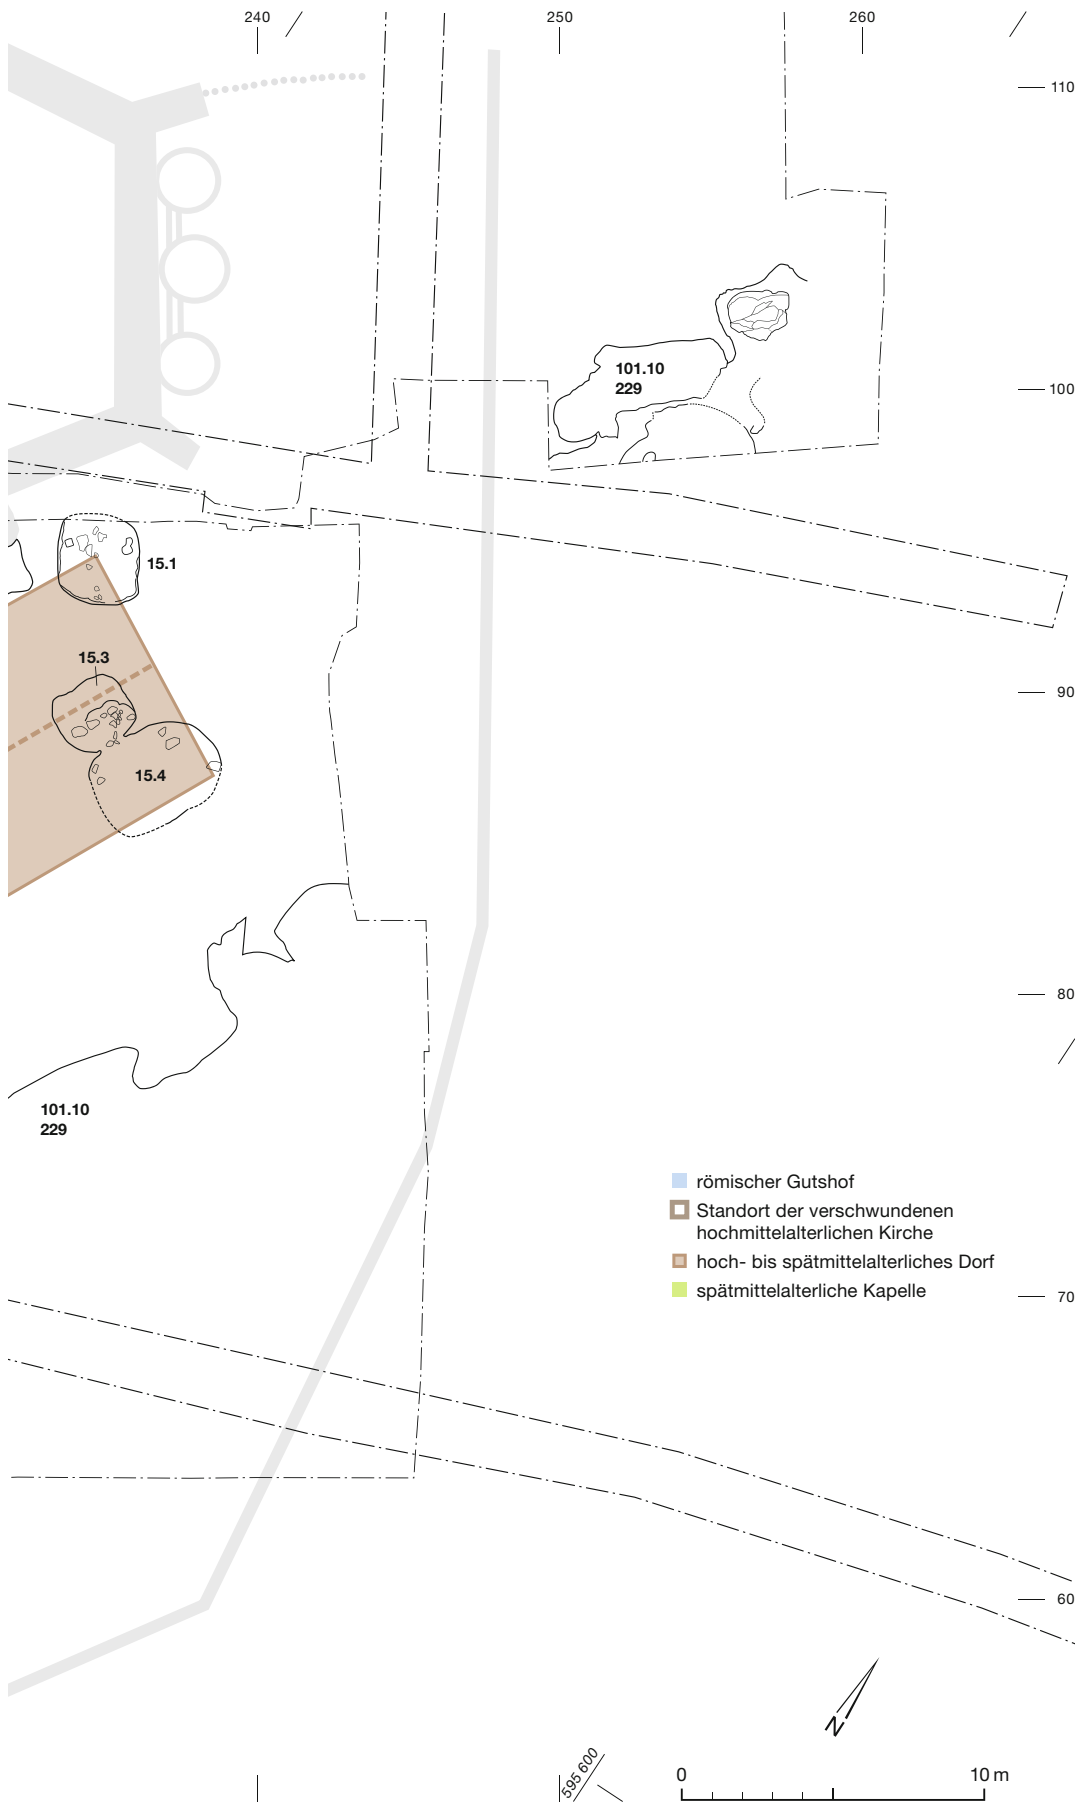 240
250
260
110
101.10
229
100
15.1
15.3
90
15.4
80
101.10
229
römischer Gutshof
Standort der verschwundenen
hochmittelalterlichen Kirche
hoch- bis spätmittelalterliches Dorf
spätmittelalterliche Kapelle
70
60
N
595 600
0
10 m